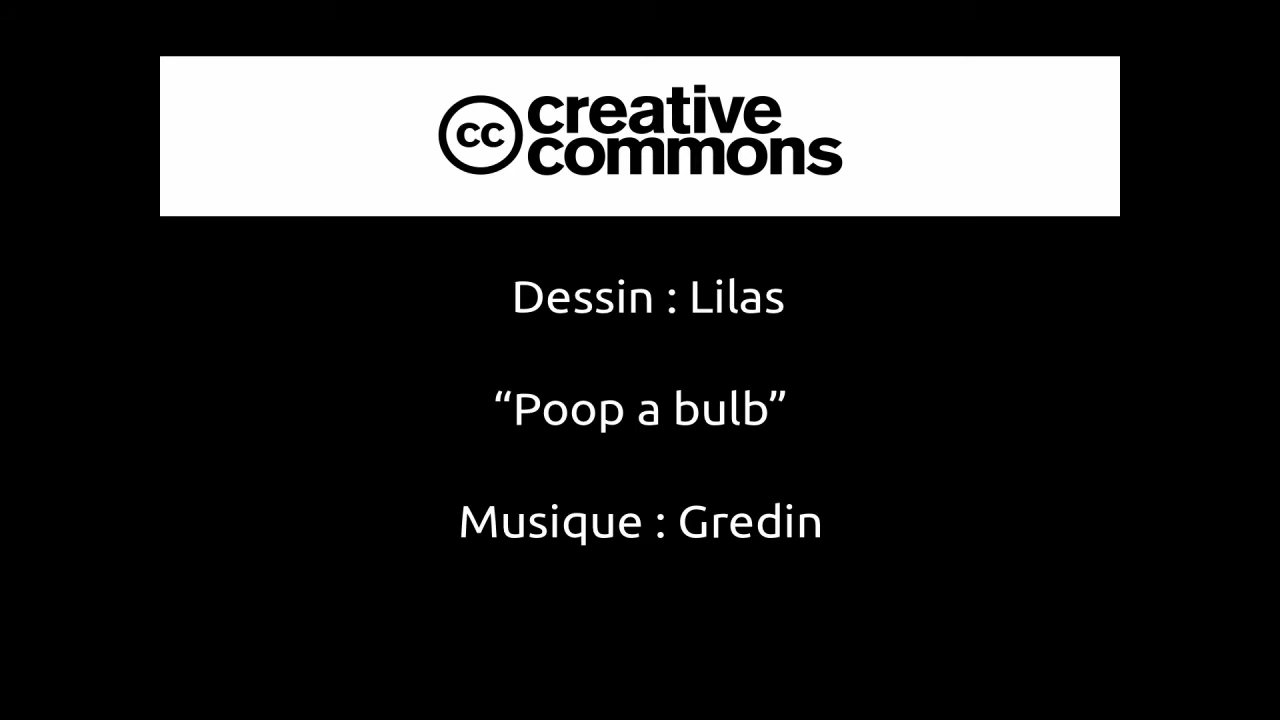 cc creative
commons
Dessin : Lilas
“Poop a bulb”
Musique : Gredin